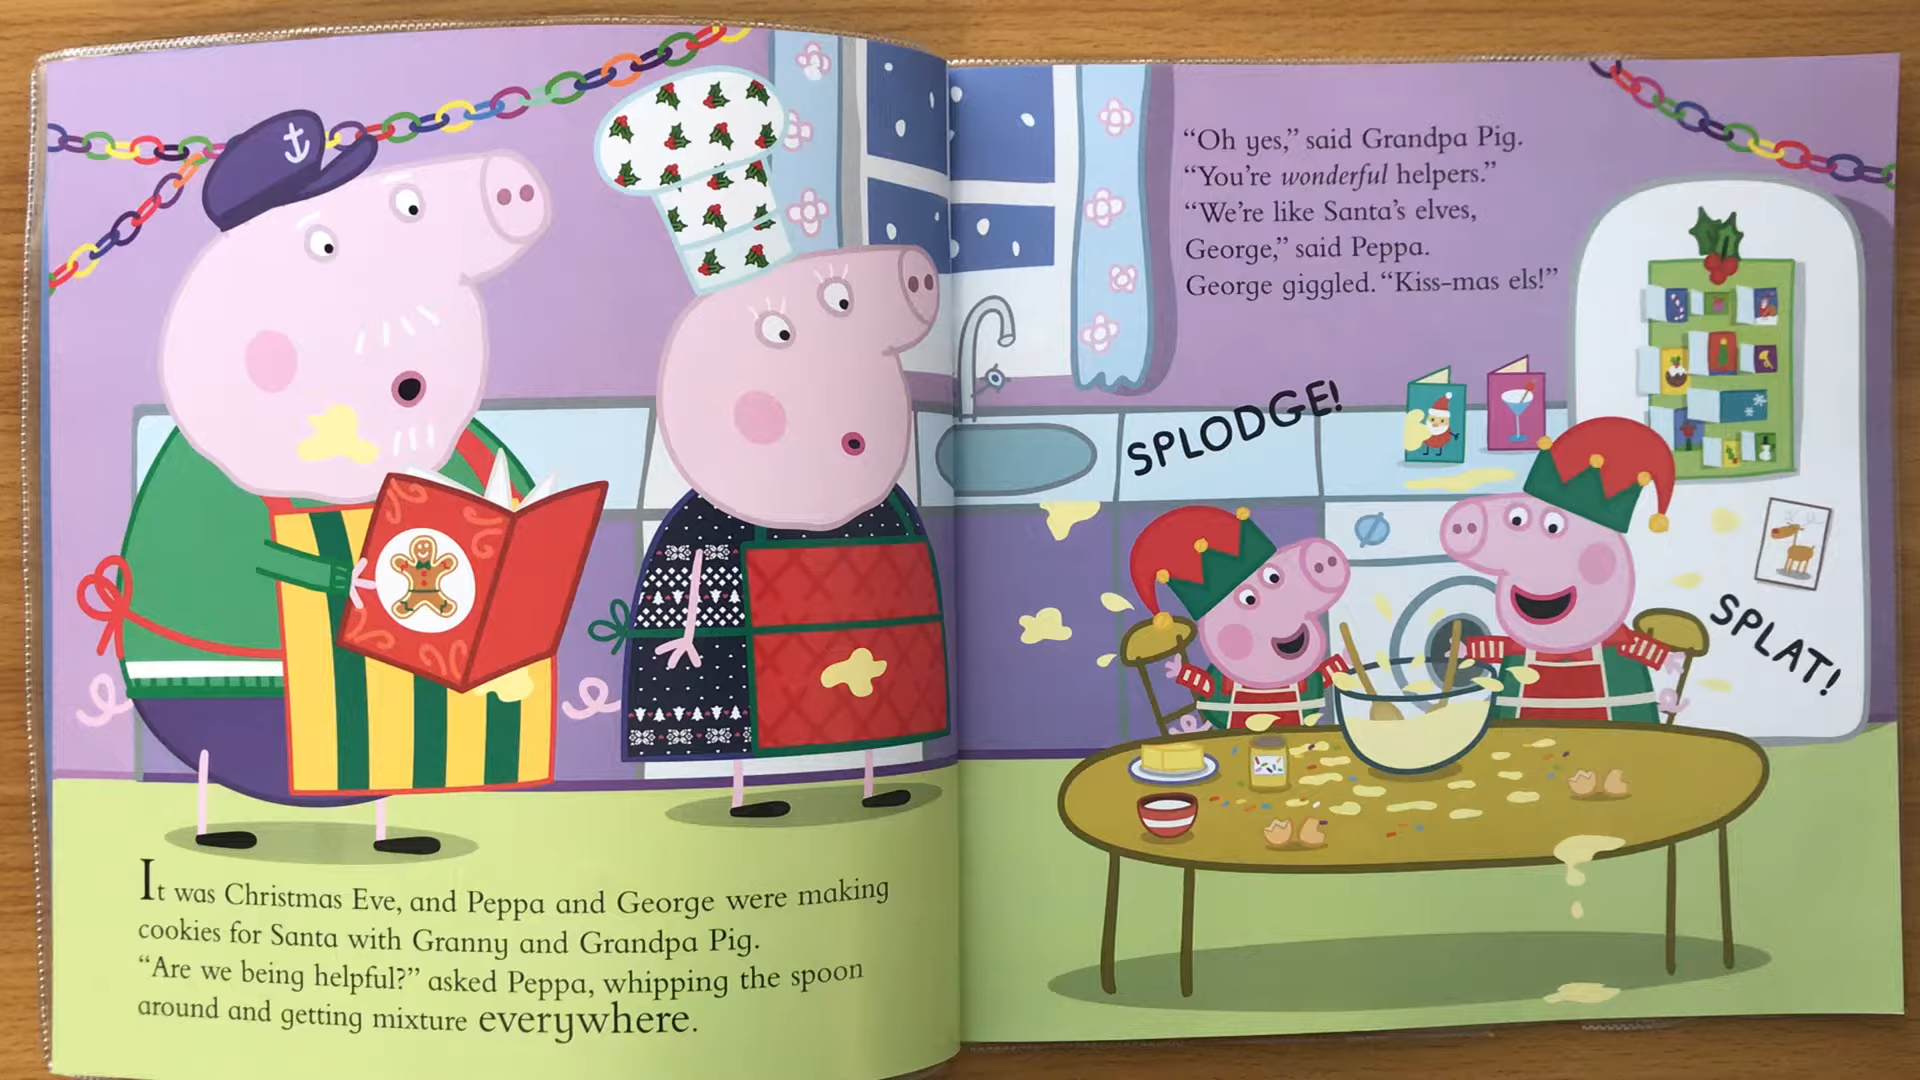 It was Christmas Eve, and Peppa and George were making
cookies for Santa with Granny and Grandpa Pig.
“Are we being helpful?” asked Peppa, whipping the spoon
around and getting mixture everywhere.
“Oh yes,” said Grandpa Pig.
“You’re wonderful helpers.”
“We’re like Santa’s elves,
George,” said Peppa.
George giggled. “Kiss-mas els!”
SPLODGE!
SPLAT!